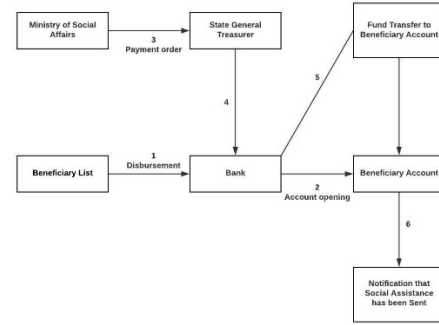 Ministry of Social
Affairs
3
Payment order
State General
Treasurer
Fund Transfer to
Beneficiary Account
5
4
Beneficiary List
1
Disbursement
Bank
2
Account opening
Beneficiary Account
6
Notification that
Social Assistance
has been Sent